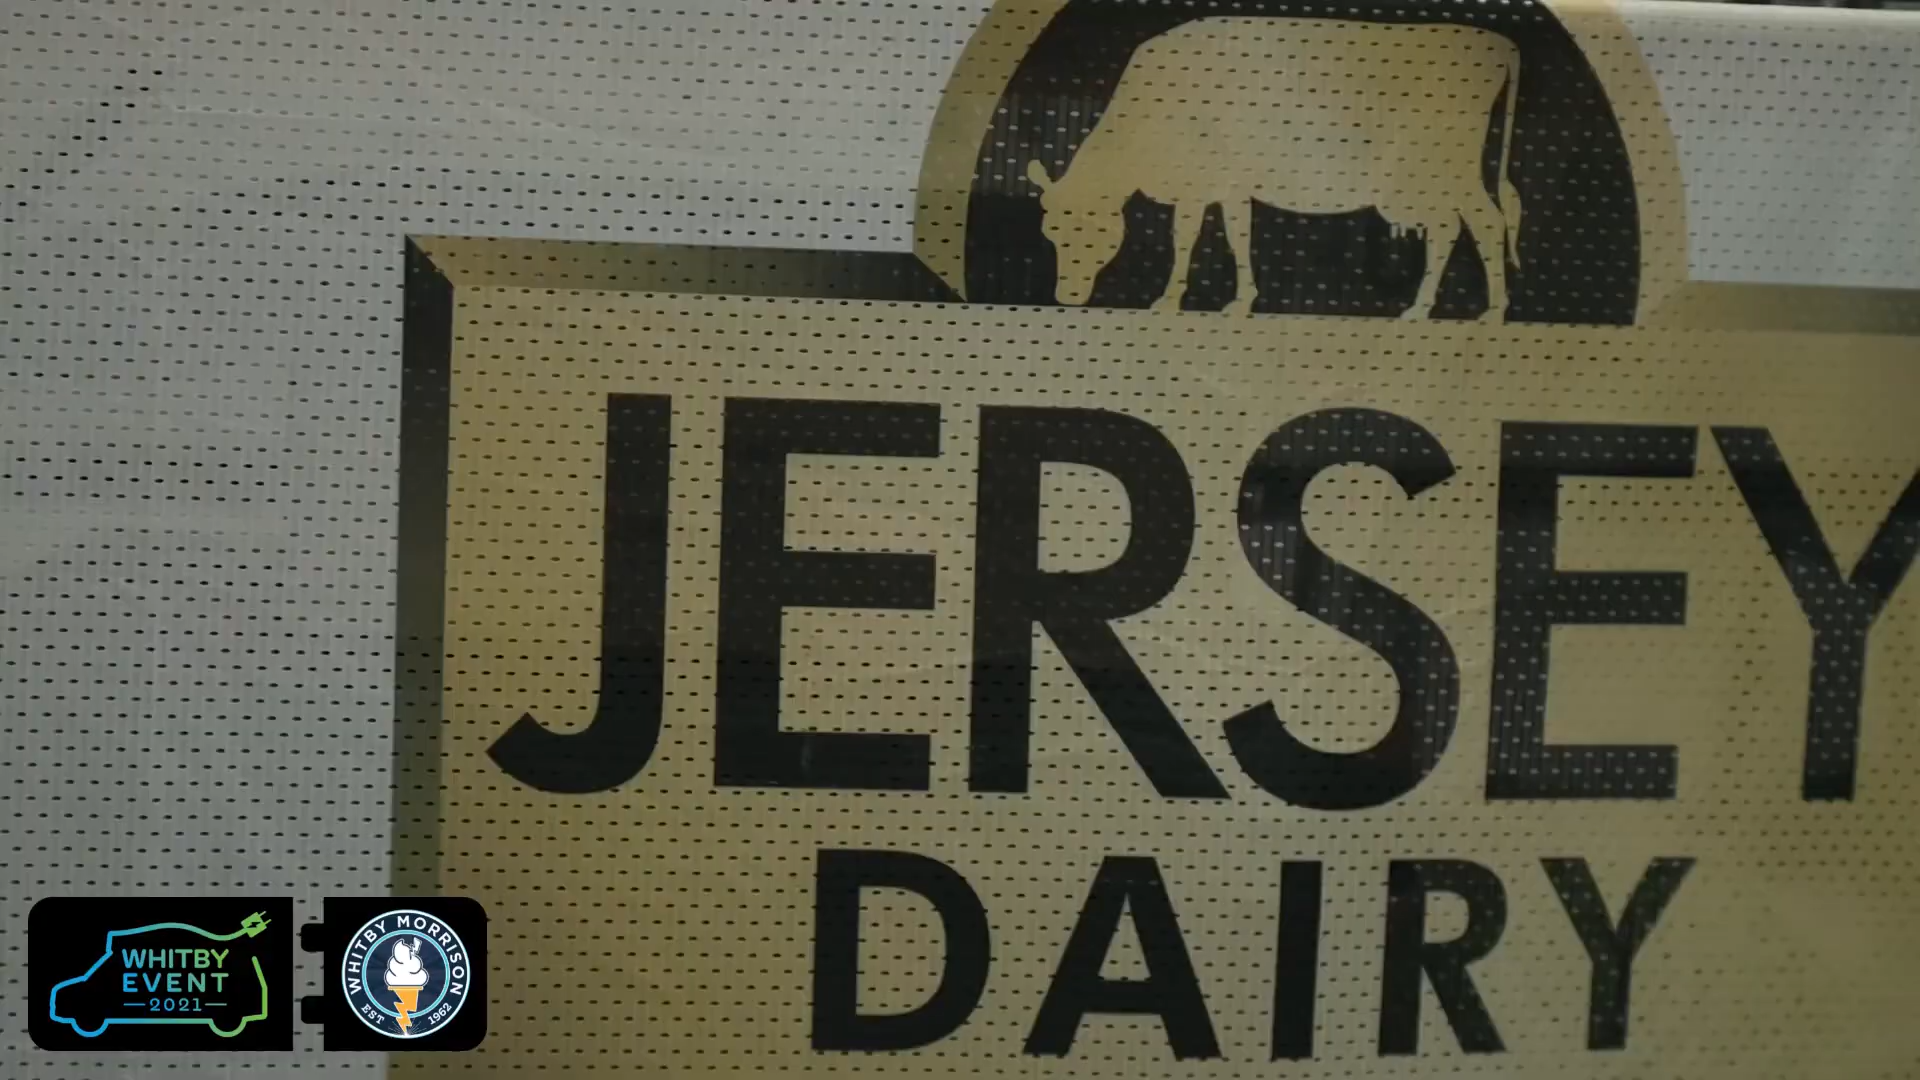 JERSEY
DAIRY
WHITBY
EVENT
2021
WHITBY MORRISON
EST 1962